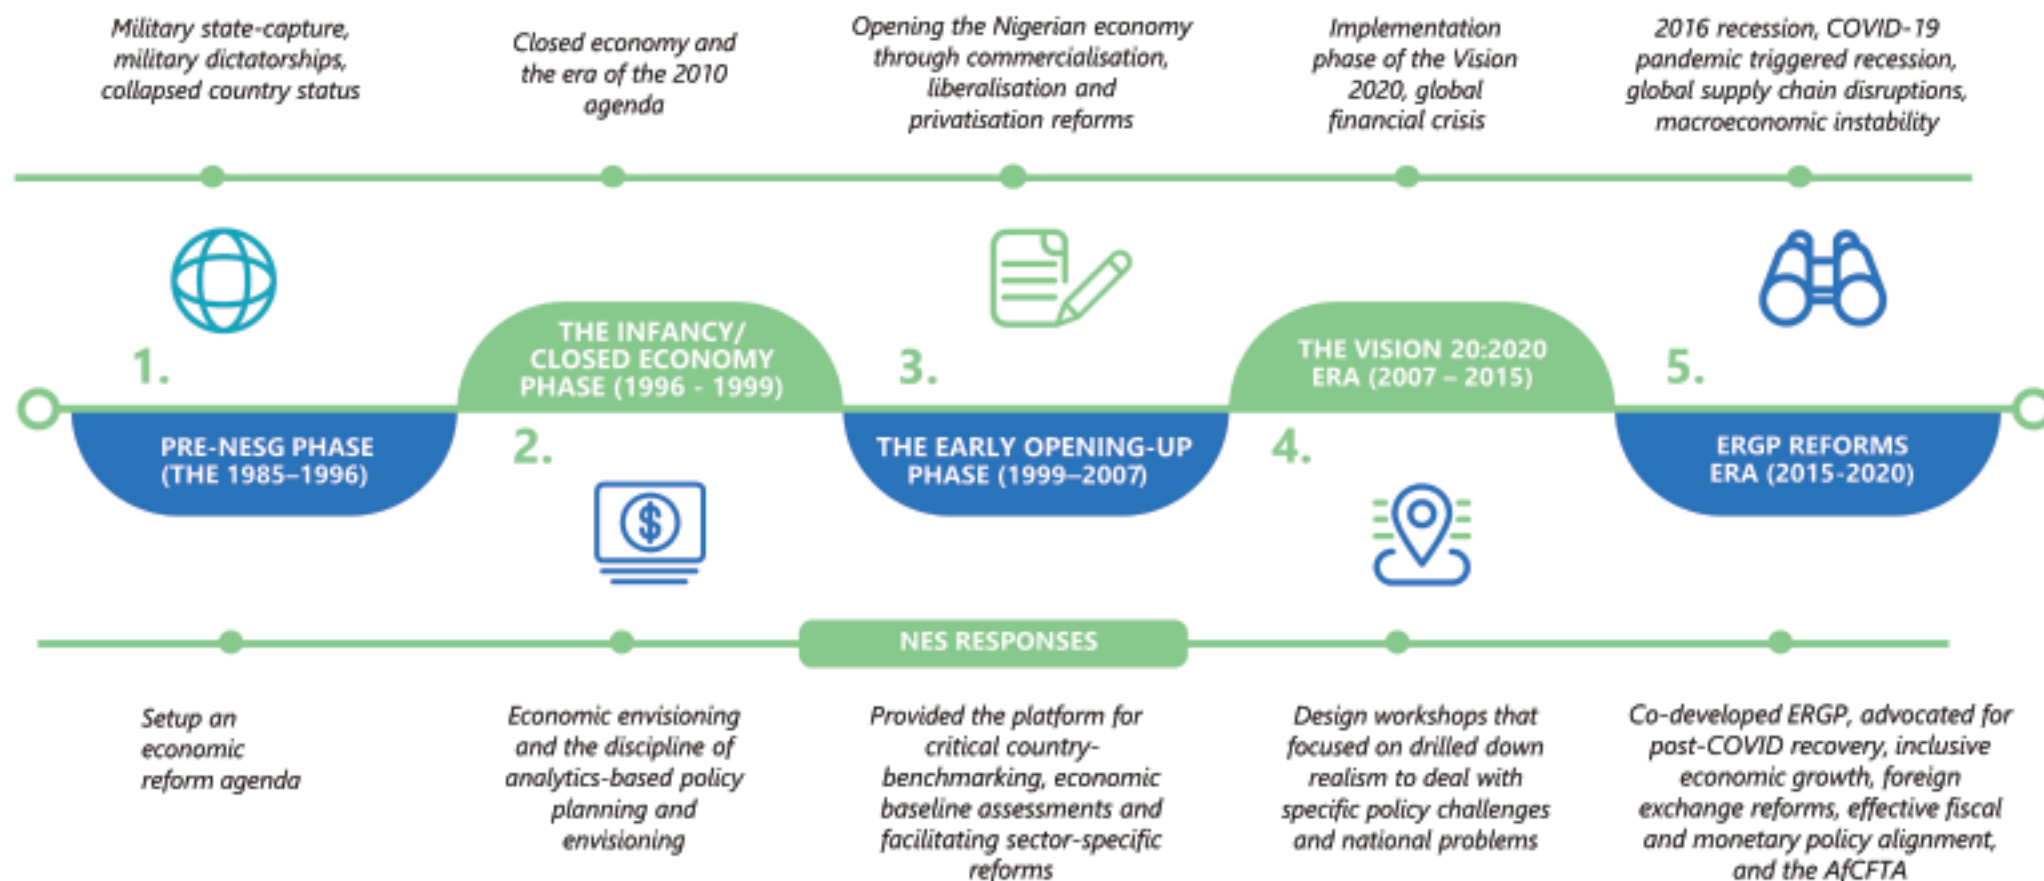 Military state-capture,
military dictatorships,
collapsed country status
Closed economy and
the era of the 2010
agenda
Opening the Nigerian economy
through commercialisation,
liberalisation and
privatisation reforms
Implementation
phase of the Vision
2020, global
financial crisis
2016 recession, COVID-19
pandemic triggered recession,
global supply chain disruptions,
macroeconomic instability
1.
PRE-NESG PHASE
(THE 1985–1996)
THE INFANCY/
CLOSED ECONOMY
PHASE (1996 - 1999)
2.
$
3.
THE EARLY OPENING-UP
PHASE (1999–2007)
THE VISION 20:2020
ERA (2007 – 2015)
4.
5.
ERGP REFORMS
ERA (2015-2020)
NES RESPONSES
Setup an
economic
reform agenda
Economic envisioning
and the discipline of
analytics-based policy
planning and
envisioning
Provided the platform for
critical country-
benchmarking, economic
baseline assessments and
facilitating sector-specific
reforms
Design workshops that
focused on drilled down
realism to deal with
specific policy challenges
and national problems
Co-developed ERGP, advocated for
post-COVID recovery, inclusive
economic growth, foreign
exchange reforms, effective fiscal
and monetary policy alignment,
and the AfCFTA